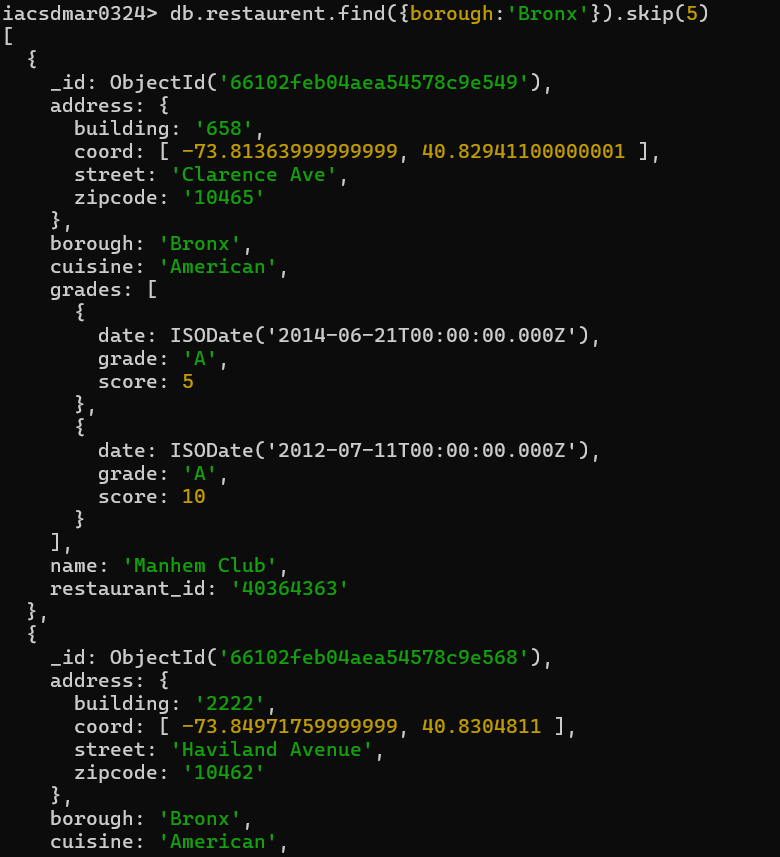 iacsdmar0324> db.restaurent.find({borough:'Bronx'}).skip(5)
[
  {
    _id: ObjectId('66102feb04aea54578c9e549'),
    address: {
      building: '658',
      coord: [ -73.81363999999999, 40.82941100000001 ],
      street: 'Clarence Ave',
      zipcode: '10465'
    },
    borough: 'Bronx',
    cuisine: 'American',
    grades: [
      {
        date: ISODate('2014-06-21T00:00:00.000Z'),
        grade: 'A',
        score: 5
      },
      {
        date: ISODate('2012-07-11T00:00:00.000Z'),
        grade: 'A',
        score: 10
      }
    ],
    name: 'Manhem Club',
    restaurant_id: '40364363'
  },
  {
    _id: ObjectId('66102feb04aea54578c9e568'),
    address: {
      building: '2222',
      coord: [ -73.84971759999999, 40.8304811 ],
      street: 'Haviland Avenue',
      zipcode: '10462'
    },
    borough: 'Bronx',
    cuisine: 'American',